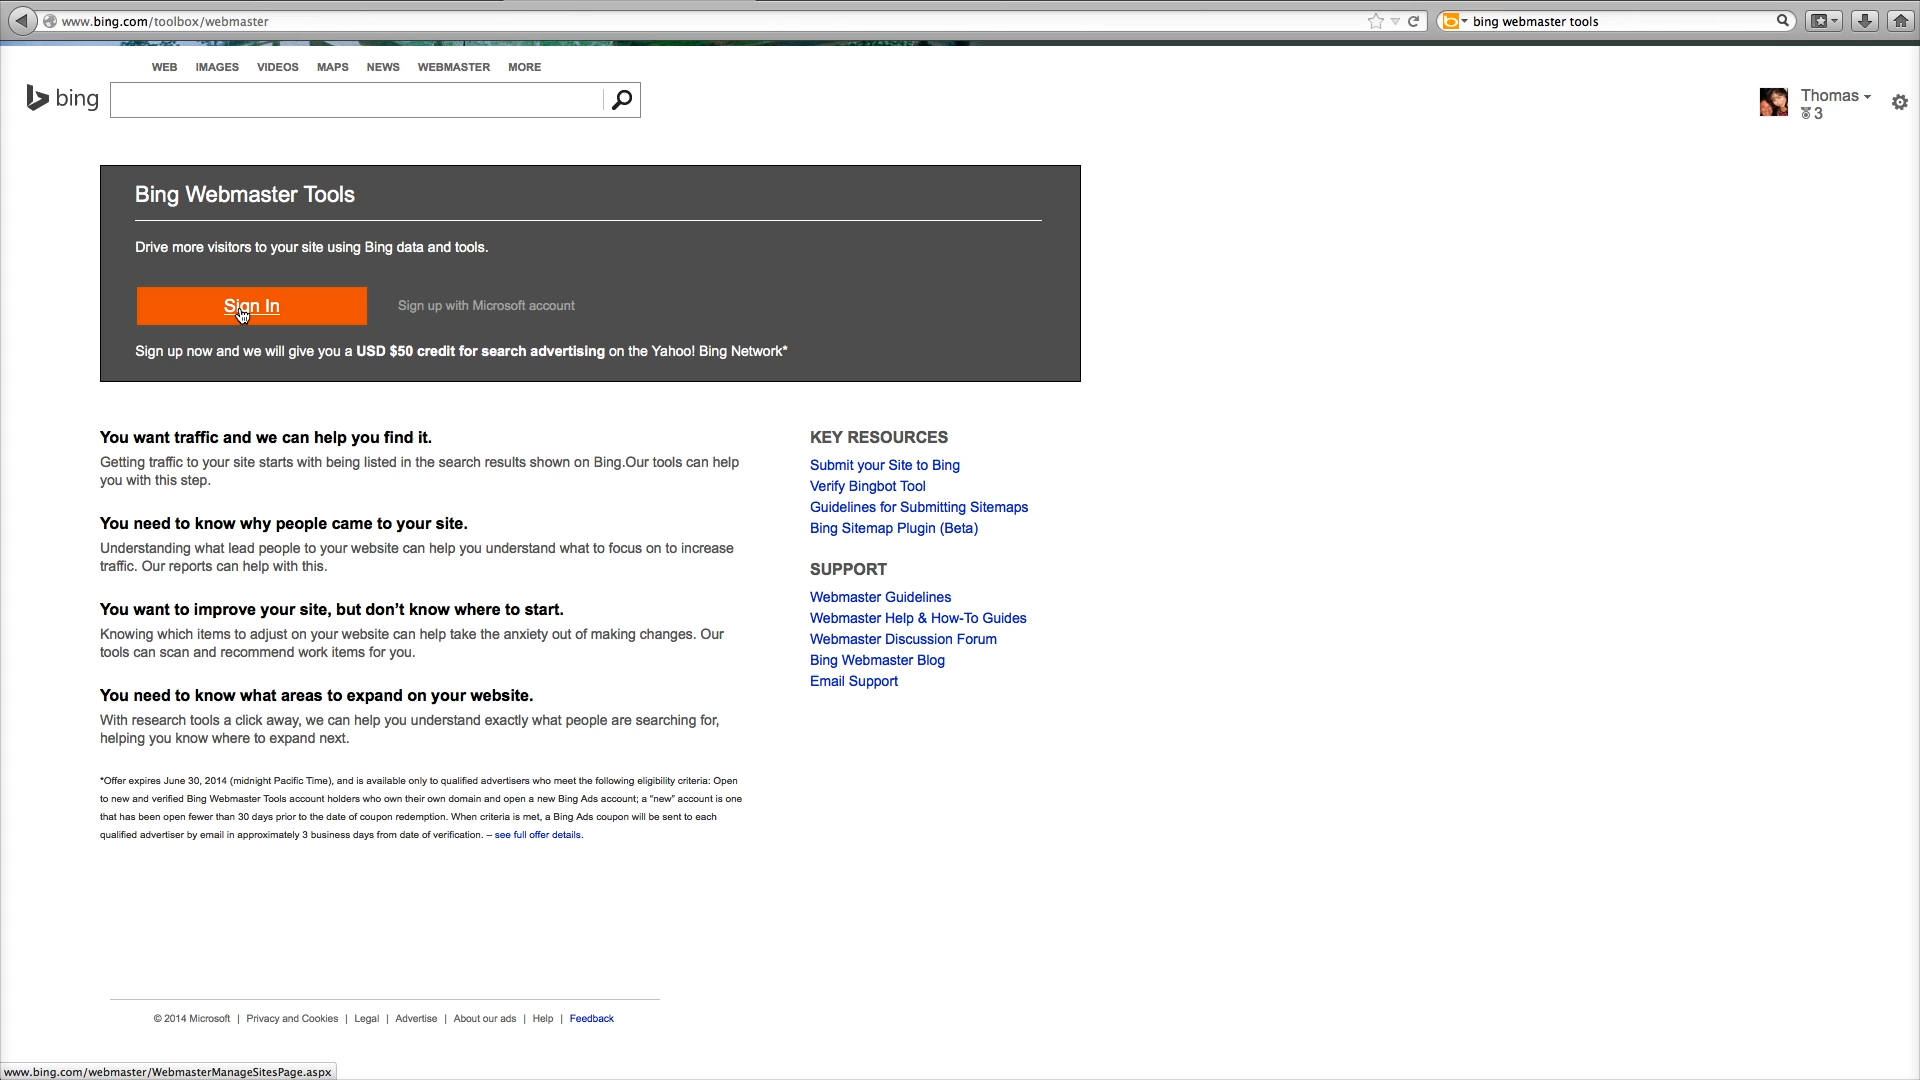 www.bing.com/toolbox/webmaster
bing webmaster tools
WEB IMAGES VIDEOS MAPS NEWS WEBMASTER MORE
bing
Thomas
3
Bing Webmaster Tools
Drive more visitors to your site using Bing data and tools.
Sign In
Sign up with Microsoft account
Sign up now and we will give you a USD $50 credit for search advertising on the Yahoo! Bing Network*
You want traffic and we can help you find it.
Getting traffic to your site starts with being listed in the search results shown on Bing.Our tools can help
you with this step.
You need to know why people came to your site.
Understanding what lead people to your website can help you understand what to focus on to increase
traffic. Our reports can help with this.
You want to improve your site, but don’t know where to start.
Knowing which items to adjust on your website can help take the anxiety out of making changes. Our
tools can scan and recommend work items for you.
You need to know what areas to expand on your website.
With research tools a click away, we can help you understand exactly what people are searching for,
helping you know where to expand next.
*Offer expires June 30, 2014 (midnight Pacific Time), and is available only to qualified advertisers who meet the following eligibility criteria: Open
to new and verified Bing Webmaster Tools account holders who own their own domain and open a new Bing Ads account; a “new” account is one
that has been open fewer than 30 days prior to the date of coupon redemption. When criteria is met, a Bing Ads coupon will be sent to each
qualified advertiser by email in approximately 3 business days from date of verification. – see full offer details.
KEY RESOURCES
Submit your Site to Bing
Verify Bingbot Tool
Guidelines for Submitting Sitemaps
Bing Sitemap Plugin (Beta)
SUPPORT
Webmaster Guidelines
Webmaster Help & How-To Guides
Webmaster Discussion Forum
Bing Webmaster Blog
Email Support
© 2014 Microsoft | Privacy and Cookies | Legal | Advertise | About our ads | Help | Feedback
www.bing.com/webmaster/WebmasterManageSitesPage.aspx